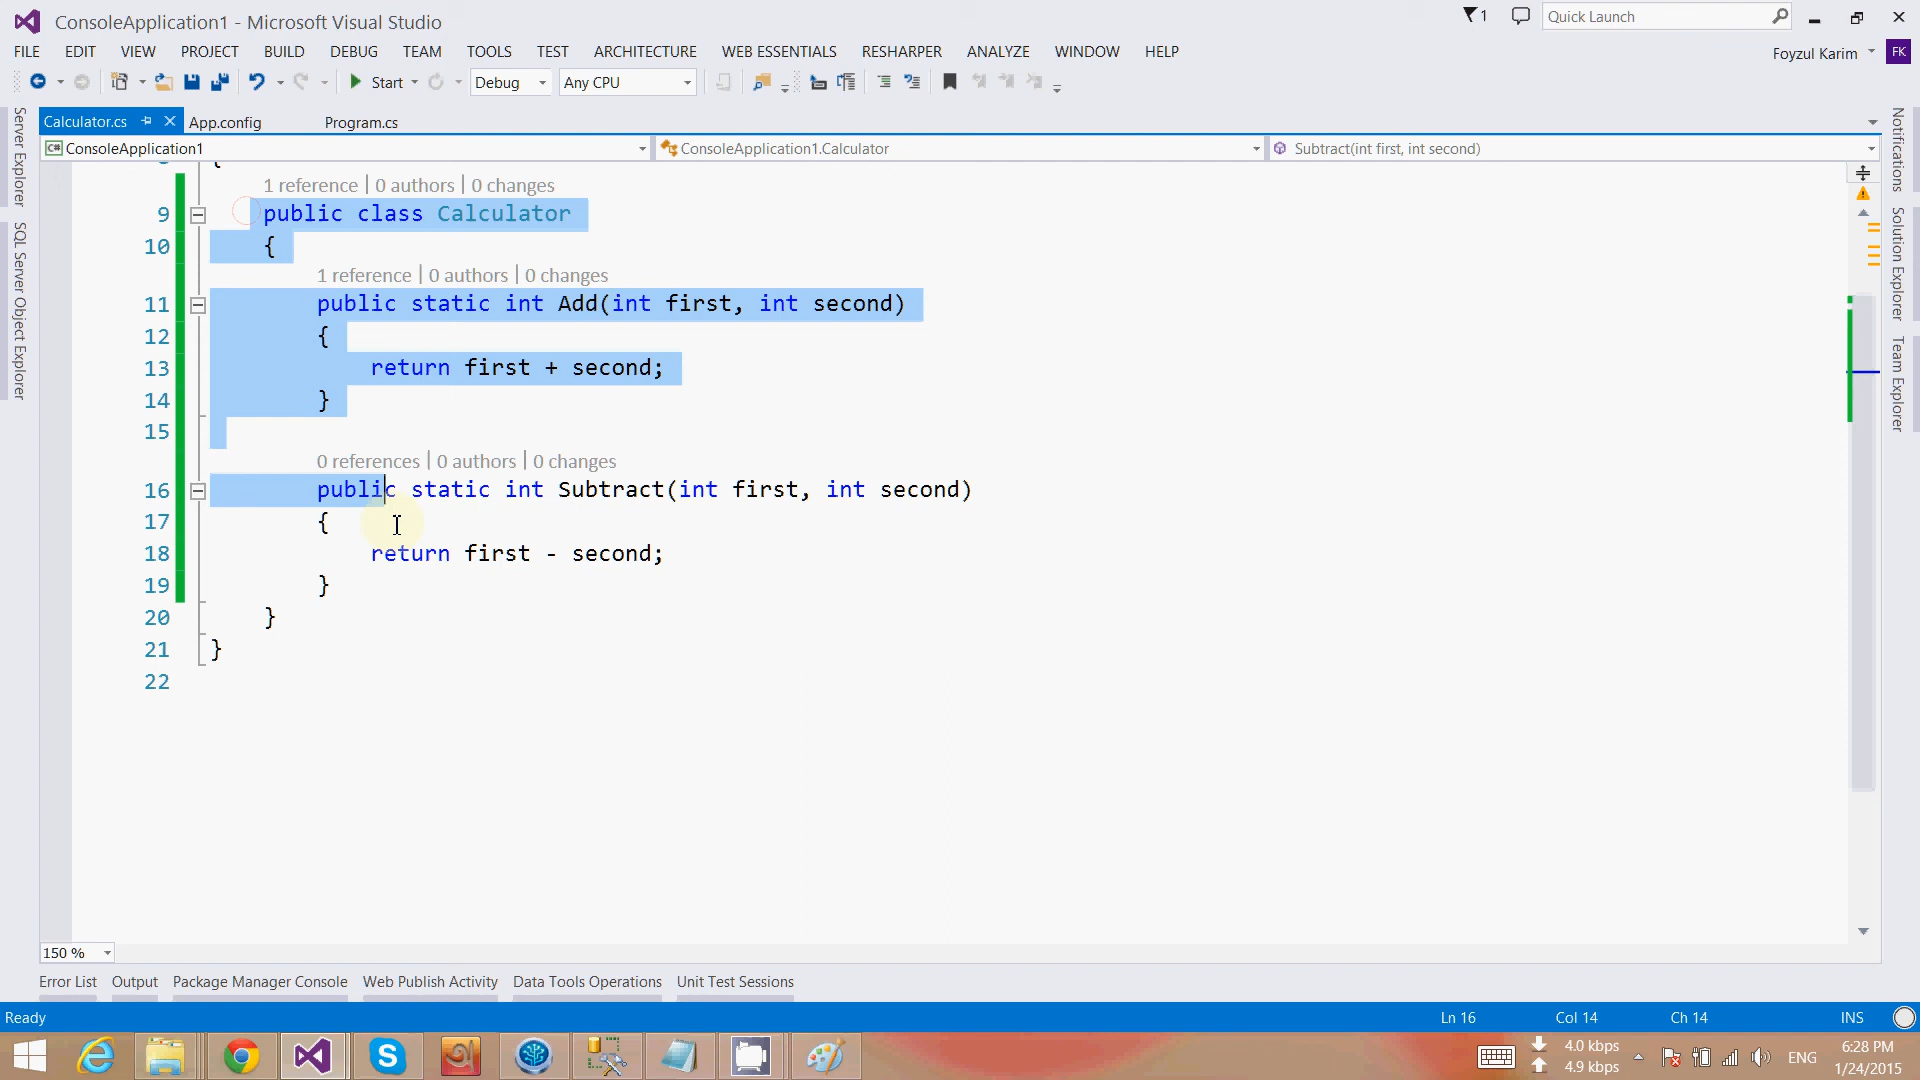 ConsoleApplication1 - Microsoft Visual Studio
1
Quick Launch
FILE EDIT VIEW PROJECT BUILD DEBUG TEAM TOOLS TEST ARCHITECTURE WEB ESSENTIALS RESHARPER ANALYZE WINDOW HELP
Foyzul Karim FK
Start Debug Any CPU
Server Explorer
SQL Server Object Explorer
Calculator.cs App.config Program.cs
C# ConsoleApplication1 ConsoleApplication1.Calculator Subtract(int first, int second)
{
1 reference | 0 authors | 0 changes
9 public class Calculator
10 {
1 reference | 0 authors | 0 changes
11 public static int Add(int first, int second)
12 {
13 return first + second;
14 }
15
0 references | 0 authors | 0 changes
16 public static int Subtract(int first, int second)
17 {
18 return first - second;
19 }
20 }
21 }
22
Notifications
Solution Explorer
Team Explorer
150 %
Error List Output Package Manager Console Web Publish Activity Data Tools Operations Unit Test Sessions
Ready Ln 16 Col 14 Ch 14 INS
4.0 kbps
4.9 kbps
ENG
6:28 PM
1/24/2015